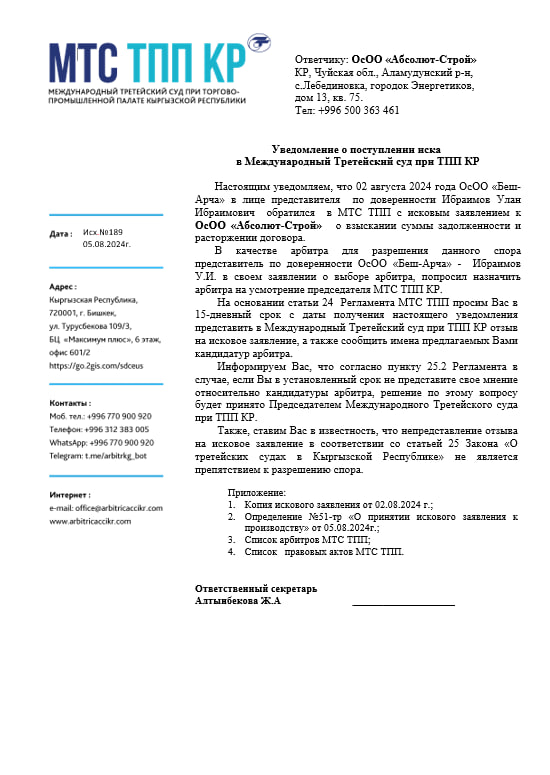 МТС ТПП КР
МЕЖДУНАРОДНЫЙ ТРЕТЕЙСКИЙ СУД ПРИ ТОРГОВО-
ПРОМЫШЛЕННОЙ ПАЛАТЕ КЫРГЫЗСКОЙ РЕСПУБЛИКИ
Ответчику: ОсОО «Абсолют-Строй»
КР, Чуйская обл., Аламудунский р-н,
с.Лебединовка, городок Энергетиков,
дом 13, кв. 75.
Тел: +996 500 363 461
Уведомление о поступлении иска
в Международный Третейский суд при ТПП КР
Настоящим уведомляем, что 02 августа 2024 года ОсОО «Беш-
Арча» в лице представителя по доверенности Ибраимов Улан
Ибраимович обратился в МТС ТПП с исковым заявлением к
ОсОО «Абсолют-Строй» о взыскании суммы задолженности и
расторжении договора.
В качестве арбитра для разрешения данного спора
представитель по доверенности ОсОО «Беш-Арча» - Ибраимов
У.И. в своем заявлении о выборе арбитра, попросил назначить
арбитра на усмотрение председателя МТС ТПП КР.
На основании статьи 24 Регламента МТС ТПП просим Вас в
15-дневный срок с даты получения настоящего уведомления
представить в Международный Третейский суд при ТПП КР отзыв
на исковое заявление, а также сообщить имена предлагаемых Вами
кандидатур арбитра.
Информируем Вас, что согласно пункту 25.2 Регламента в
случае, если Вы в установленный срок не представите свое мнение
относительно кандидатуры арбитра, решение по этому вопросу
будет принято Председателем Международного Третейского суда
при ТПП КР.
Также, ставим Вас в известность, что непредставление отзыва
на исковое заявление в соответствии со статьей 25 Закона «О
третейских судах в Кыргызской Республике» не является
препятствием к разрешению спора.
Приложение:
1. Копия искового заявления от 02.08.2024 г.;
2. Определение №51-тр «О принятии искового заявления к
производству» от 05.08.2024г.;
3. Список арбитров МТС ТПП;
4. Список правовых актов МТС ТПП.
Ответственный секретарь
Алтынбекова Ж.А
Дата : Исх.№189
05.08.2024г.
Адрес :
Кыргызская Республика,
720001, г. Бишкек,
ул. Турусбекова 109/3,
БЦ «Максимум плюс», 6 этаж,
офис 601/2
https://go.2gis.com/sdceus
Контакты :
Моб. тел.: +996 770 900 920
Телефон: +996 312 383 005
WhatsApp: +996 770 900 920
Telegram: t.me/arbitrkg_bot
Интернет :
e-mail: office@arbitriccacikr.com
www.arbitriccacikr.com